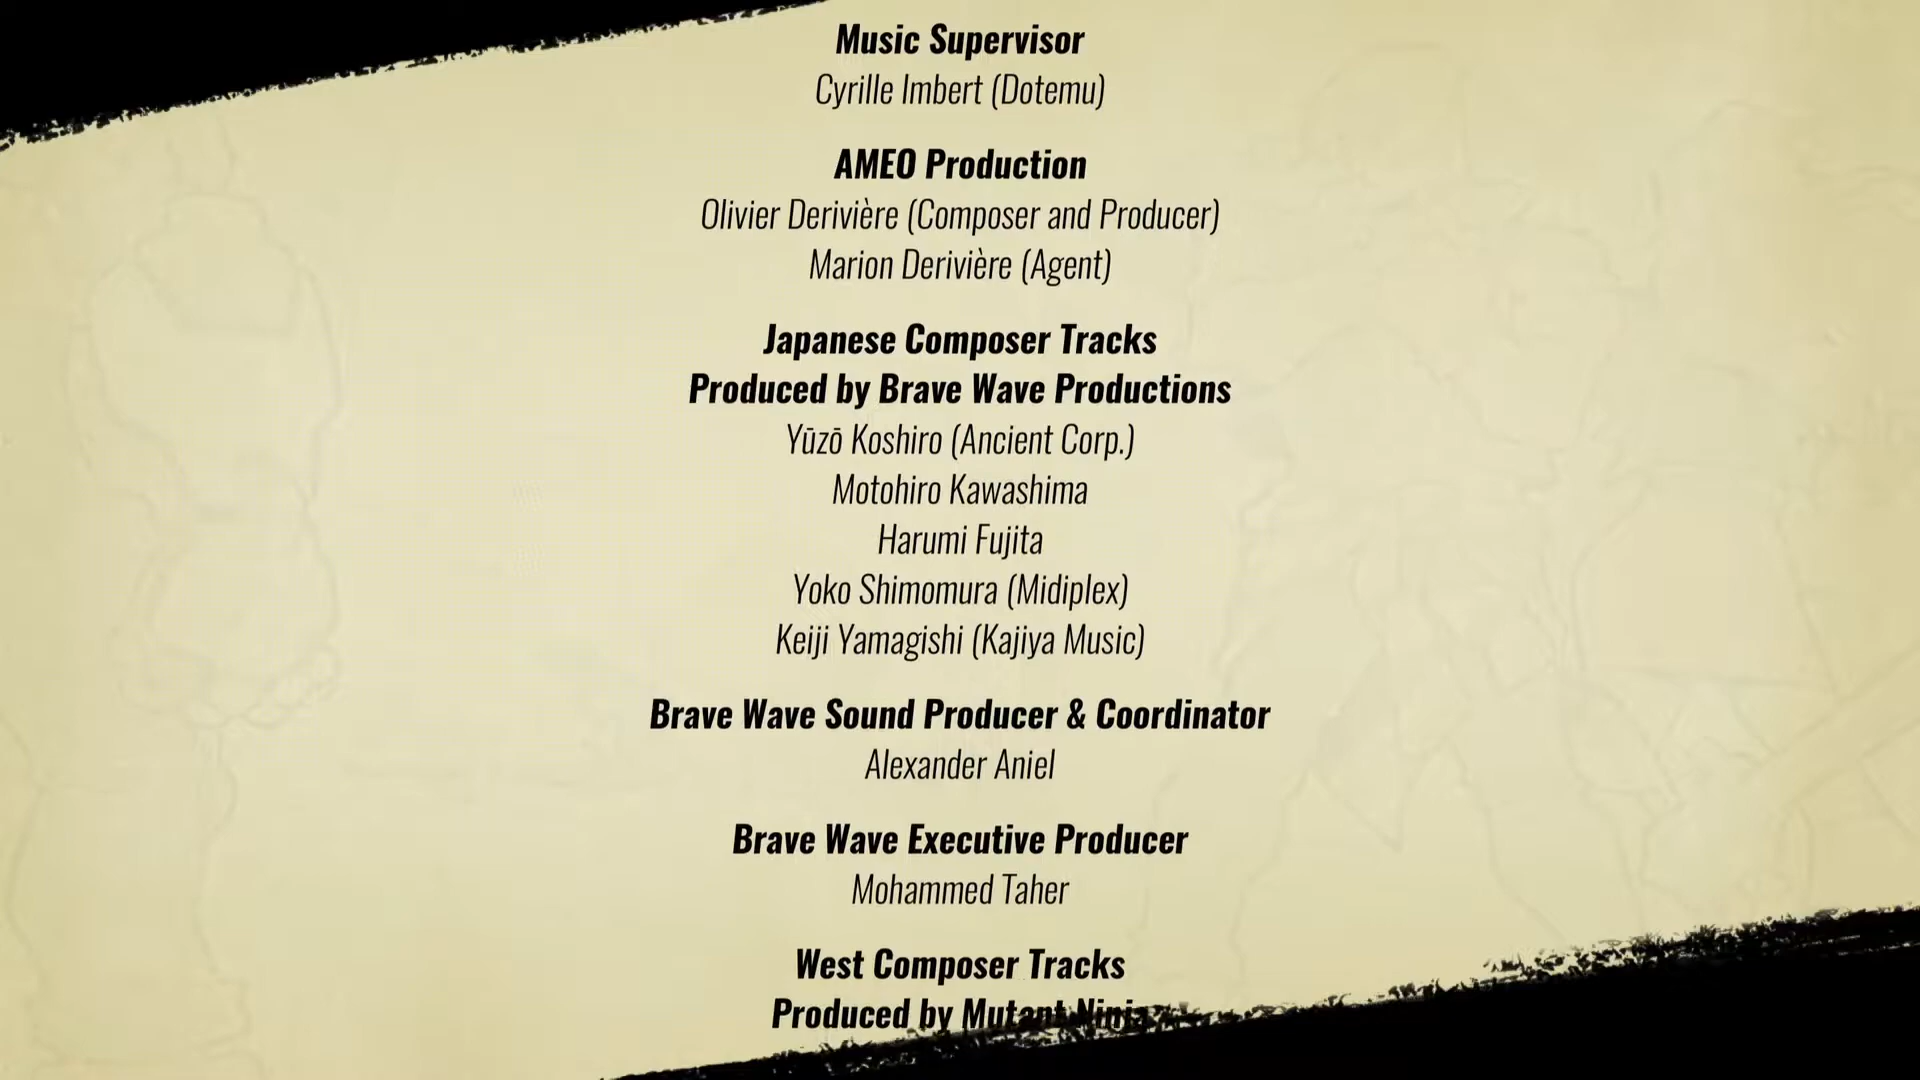 Music Supervisor
Cyrille Imbert (Dotemu)
AMEO Production
Olivier Derivière (Composer and Producer)
Marion Derivière (Agent)
Japanese Composer Tracks
Produced by Brave Wave Productions
Yūzō Koshiro (Ancient Corp.)
Motohiro Kawashima
Harumi Fujita
Yoko Shimomura (Midiplex)
Keiji Yamagishi (Kajiya Music)
Brave Wave Sound Producer & Coordinator
Alexander Aniel
Brave Wave Executive Producer
Mohammed Taher
West Composer Tracks
Produced by Mutant Ninja